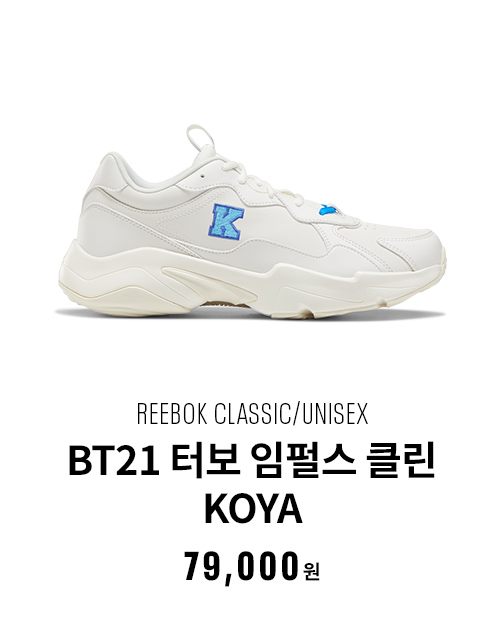 K
REEBOK CLASSIC/UNISEX
BT21 터보 임펄스 클린
KOYA
79,000원